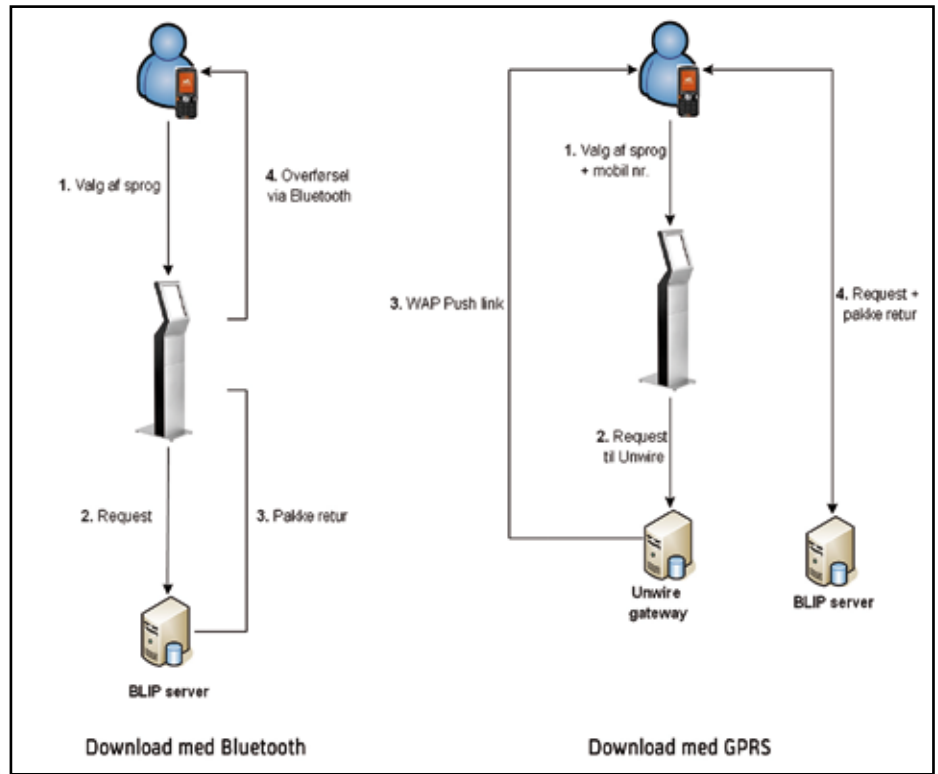 1. Valg af sprog
4. Overførsel
via Bluetooth
2. Request
3. Pakke retur
BLIP server
Download med Bluetooth
1. Valg af sprog
+ mobil nr.
3. WAP Push link
4. Request +
pakke retur
2. Request
til Unwire
Unwire
gateway
BLIP server
Download med GPRS